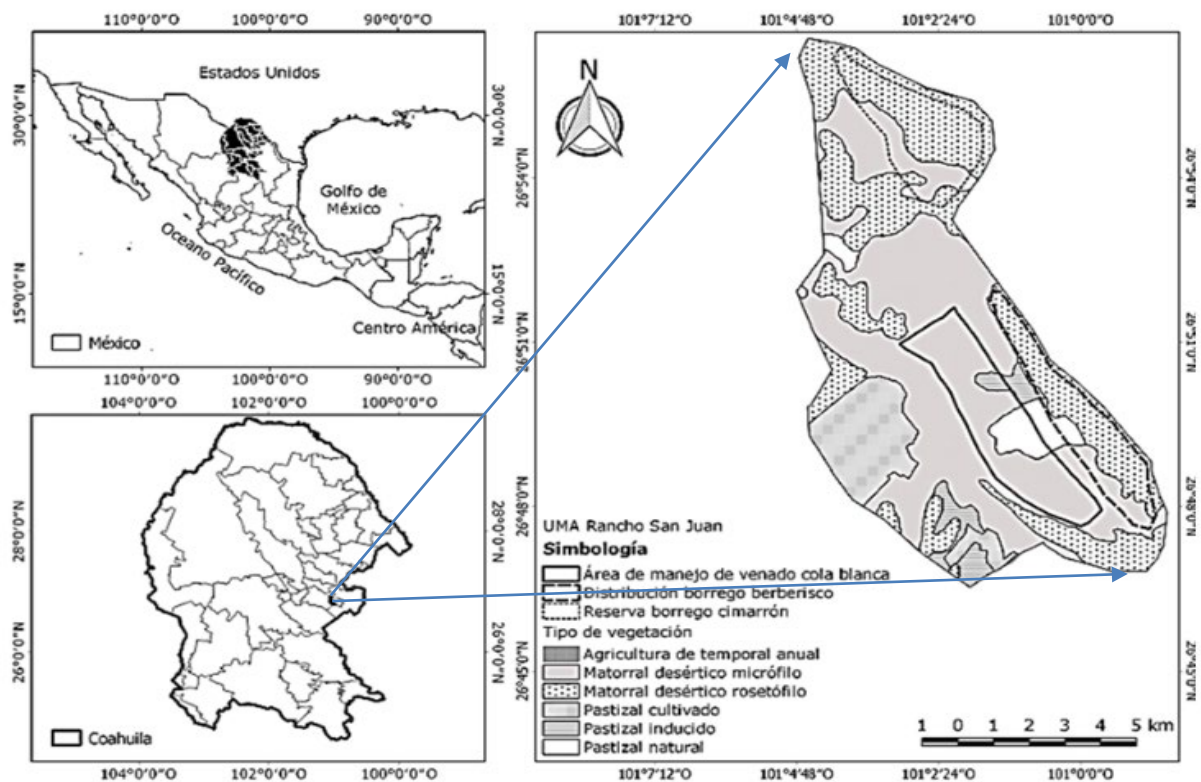 110°0'0"O 100°0'0"O 90°0'0"O
Estados Unidos
30°0'0"N
30°0'0"N
Golfo de
México
Oceano Pacífico
15°0'0"N
15°0'0"N
Centro América
México
110°0'0"O 100°0'0"O 90°0'0"O
104°0'0"O 102°0'0"O 100°0'0"O
28°0'0"N
28°0'0"N
26°0'0"N
26°0'0"N
Coahuila
104°0'0"O 102°0'0"O 100°0'0"O
101°7'12"O 101°4'48"O 101°2'24"O 101°0'0"O
N
26°54'0"N
26°54'0"N
26°51'0"N
26°51'0"N
26°48'0"N
26°48'0"N
26°45'0"N
26°45'0"N
UMA Rancho San Juan
Simbología
Área de manejo de venado cola blanca
Distribución borrego berberisco
Reserva borrego cimarrón
Tipo de vegetación
Agricultura de temporal anual
Matorral desértico micrófilo
Matorral desértico rosetófilo
Pastizal cultivado
Pastizal inducido
Pastizal natural
1 0 1 2 3 4 5 km
101°7'12"O 101°4'48"O 101°2'24"O 101°0'0"O